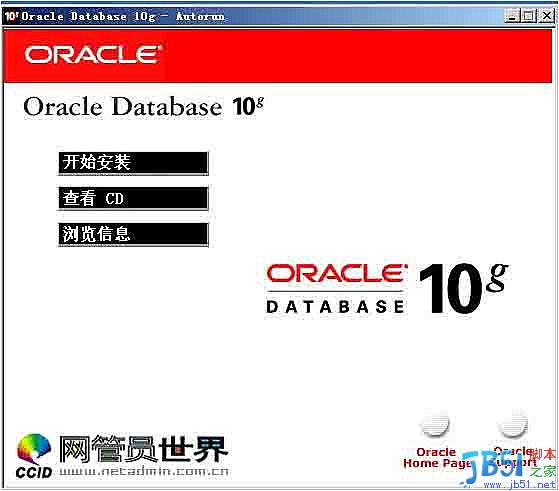 10g Oracle Database 10g - Autorun
ORACLE
Oracle Database 10g
开始安装
查看 CD
浏览信息
ORACLE
DATABASE 10g
CCID 网管员世界
www.netadmin.com.cn
Oracle
Home Page
Oracle
Support
JB51 脚本之家
www.jb51.net